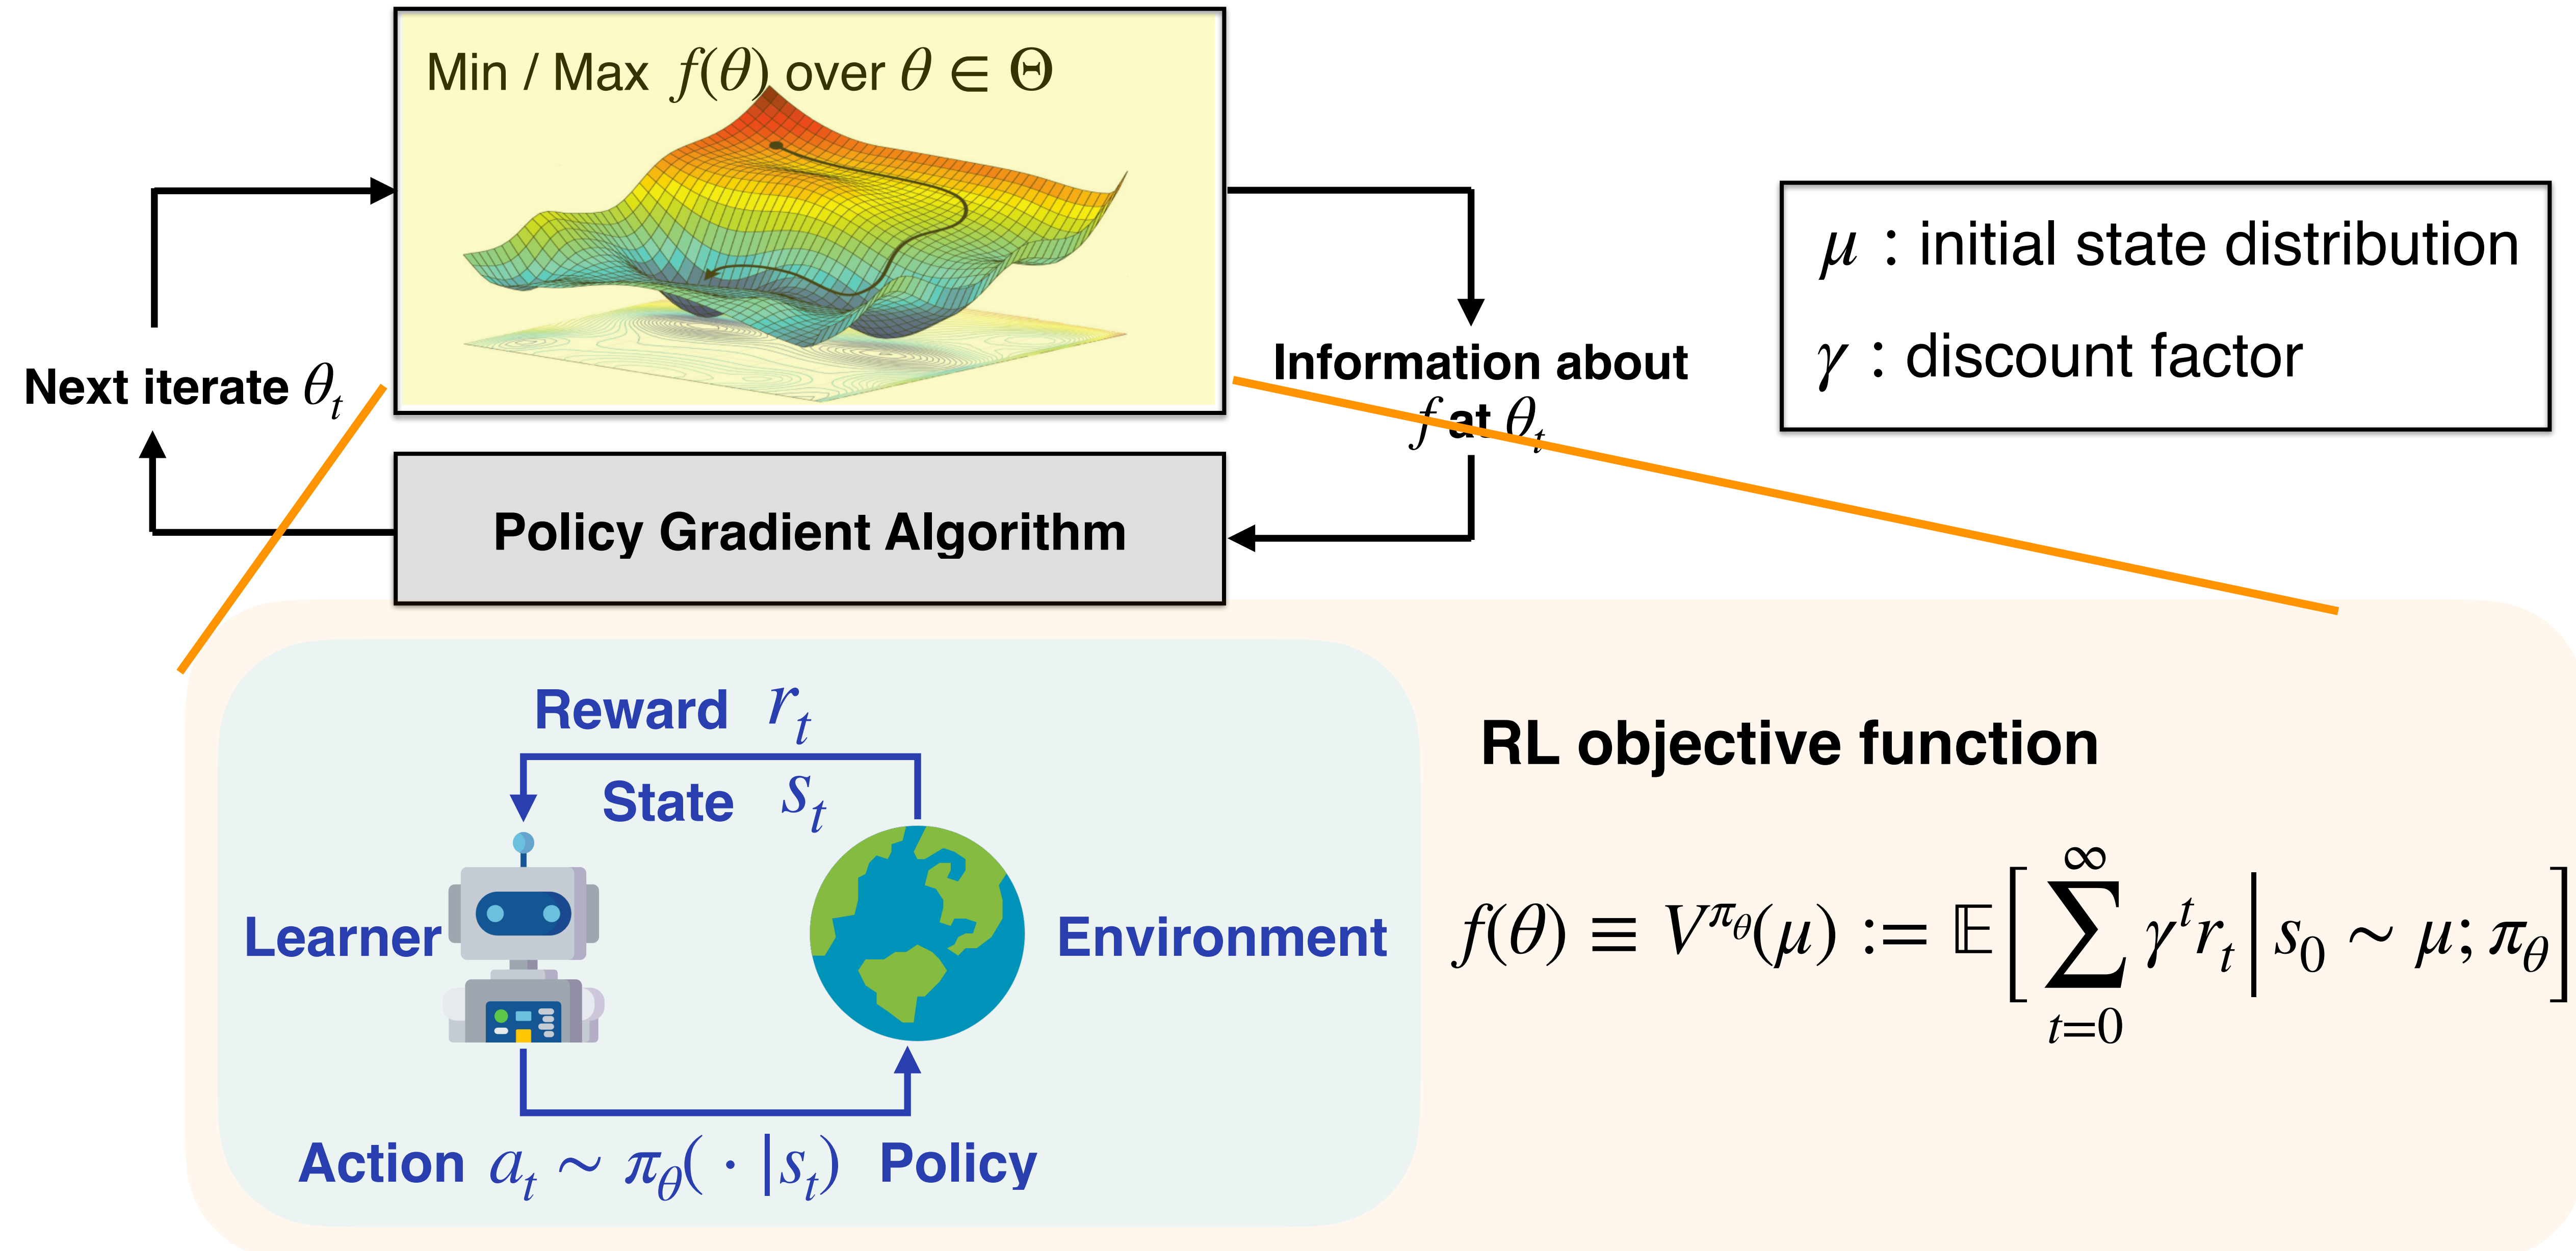 Min / Max f(θ) over θ ∈ Θ
μ : initial state distribution
γ : discount factor
Next iterate θ_t
Information about
f at θ_t
Policy Gradient Algorithm
Reward r_t
State s_t
Learner
Environment
Action a_t ∼ π_θ( · |s_t) Policy
RL objective function
f(θ) ≡ V^{π_θ}(μ) := 𝔼[ ∑_{t=0}^{∞} γ^t r_t | s_0 ∼ μ; π_θ ]